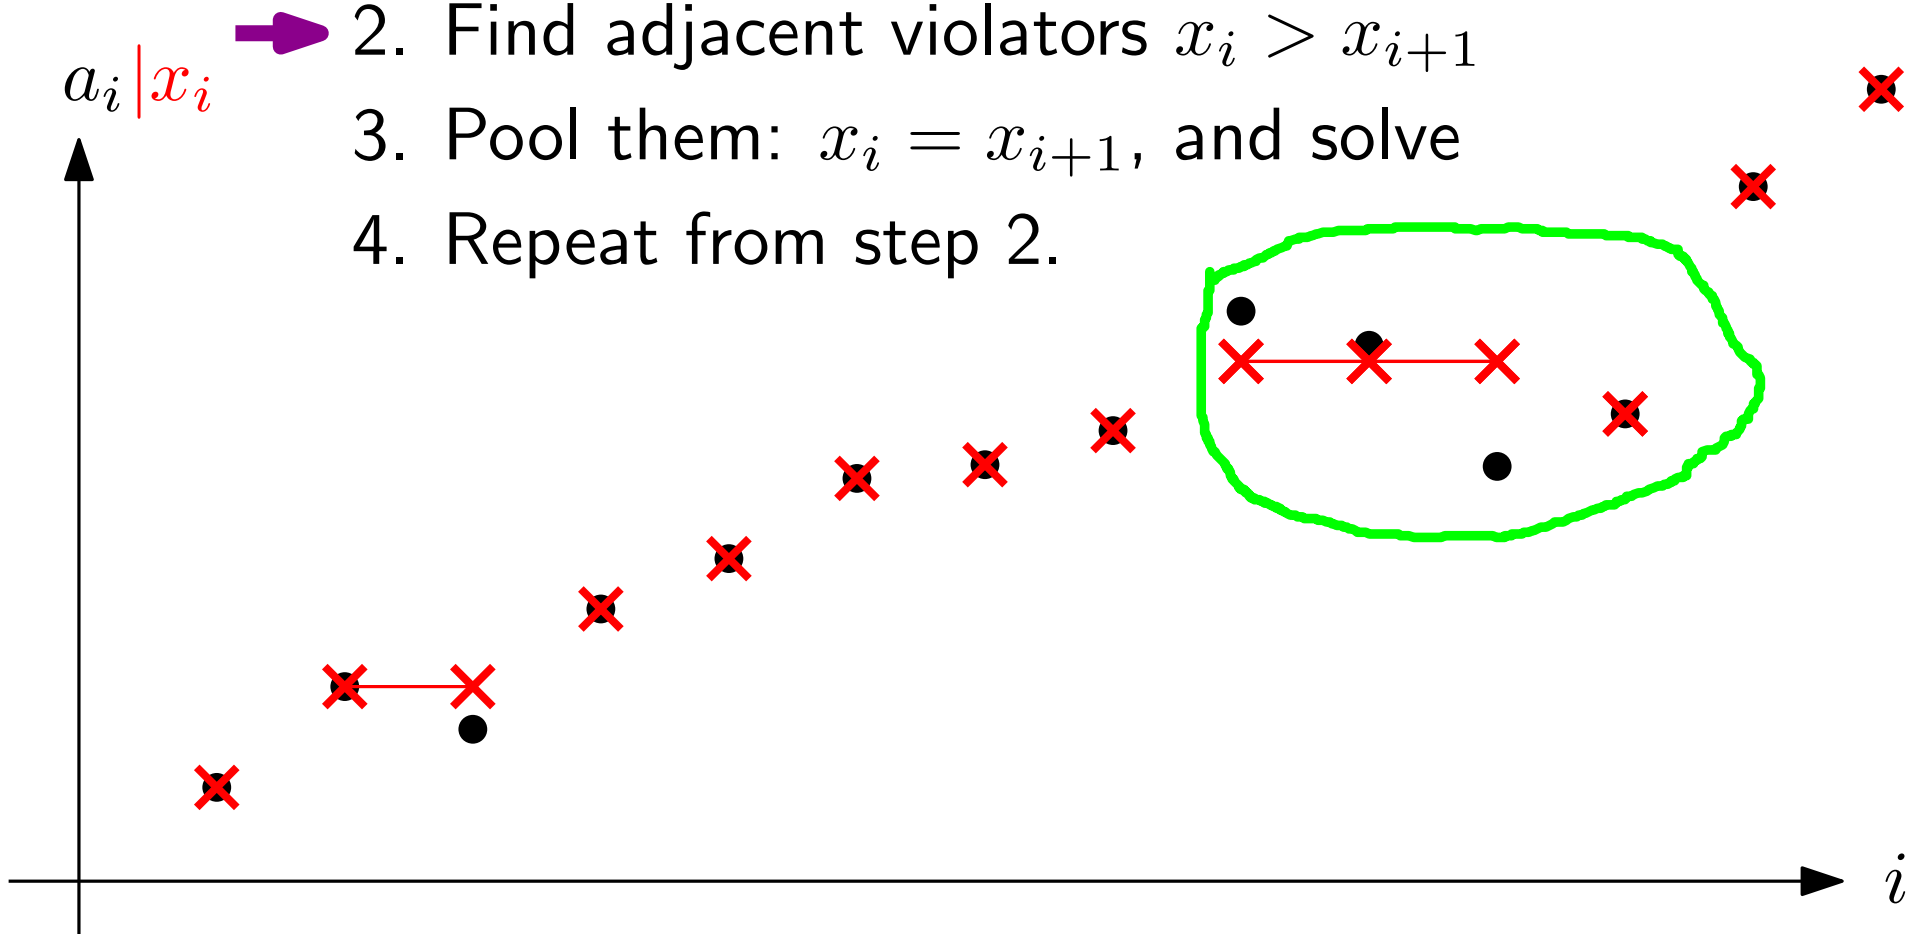 2. Find adjacent violators $x_i > x_{i+1}$
$a_i | x_i$
3. Pool them: $x_i = x_{i+1}$, and solve
4. Repeat from step 2.
$i$